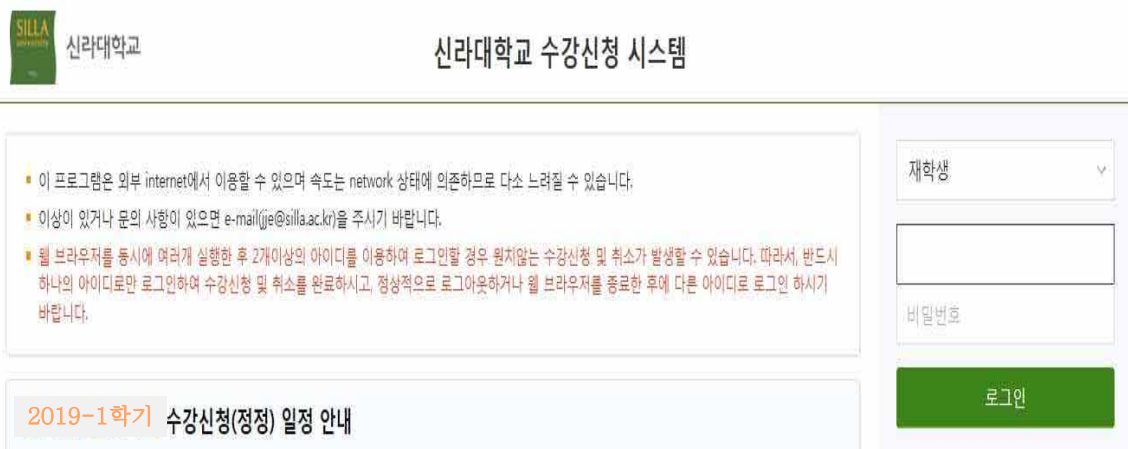 SILLA
University
신라대학교
신라대학교 수강신청 시스템
이 프로그램은 외부 internet에서 이용할 수 있으며 속도는 network 상태에 의존하므로 다소 느려질 수 있습니다.
이상이 있거나 문의 사항이 있으면 e-mail(jje@silla.ac.kr)을 주시기 바랍니다.
웹 브라우저를 동시에 여러개 실행한 후 2개이상의 아이디를 이용하여 로그인할 경우 원치않는 수강신청 및 취소가 발생할 수 있습니다. 따라서, 반드시
하나의 아이디로만 로그인하여 수강신청 및 취소를 완료하시고, 정상적으로 로그아웃하거나 웹 브라우저를 종료한 후에 다른 아이디로 로그인 하시기
바랍니다.
2019-1학기 수강신청(정정) 일정 안내
재학생
비밀번호
로그인